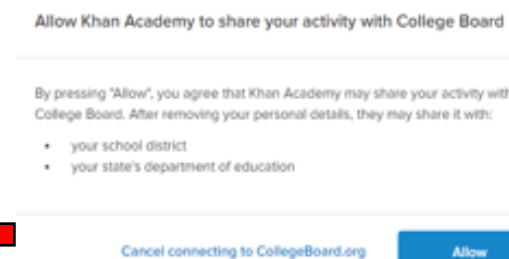 Allow Khan Academy to share your activity with College Board
By pressing "Allow", you agree that Khan Academy may share your activity with
College Board. After removing your personal details, they may share it with:
• your school district
• your state's department of education
Cancel connecting to CollegeBoard.org Allow